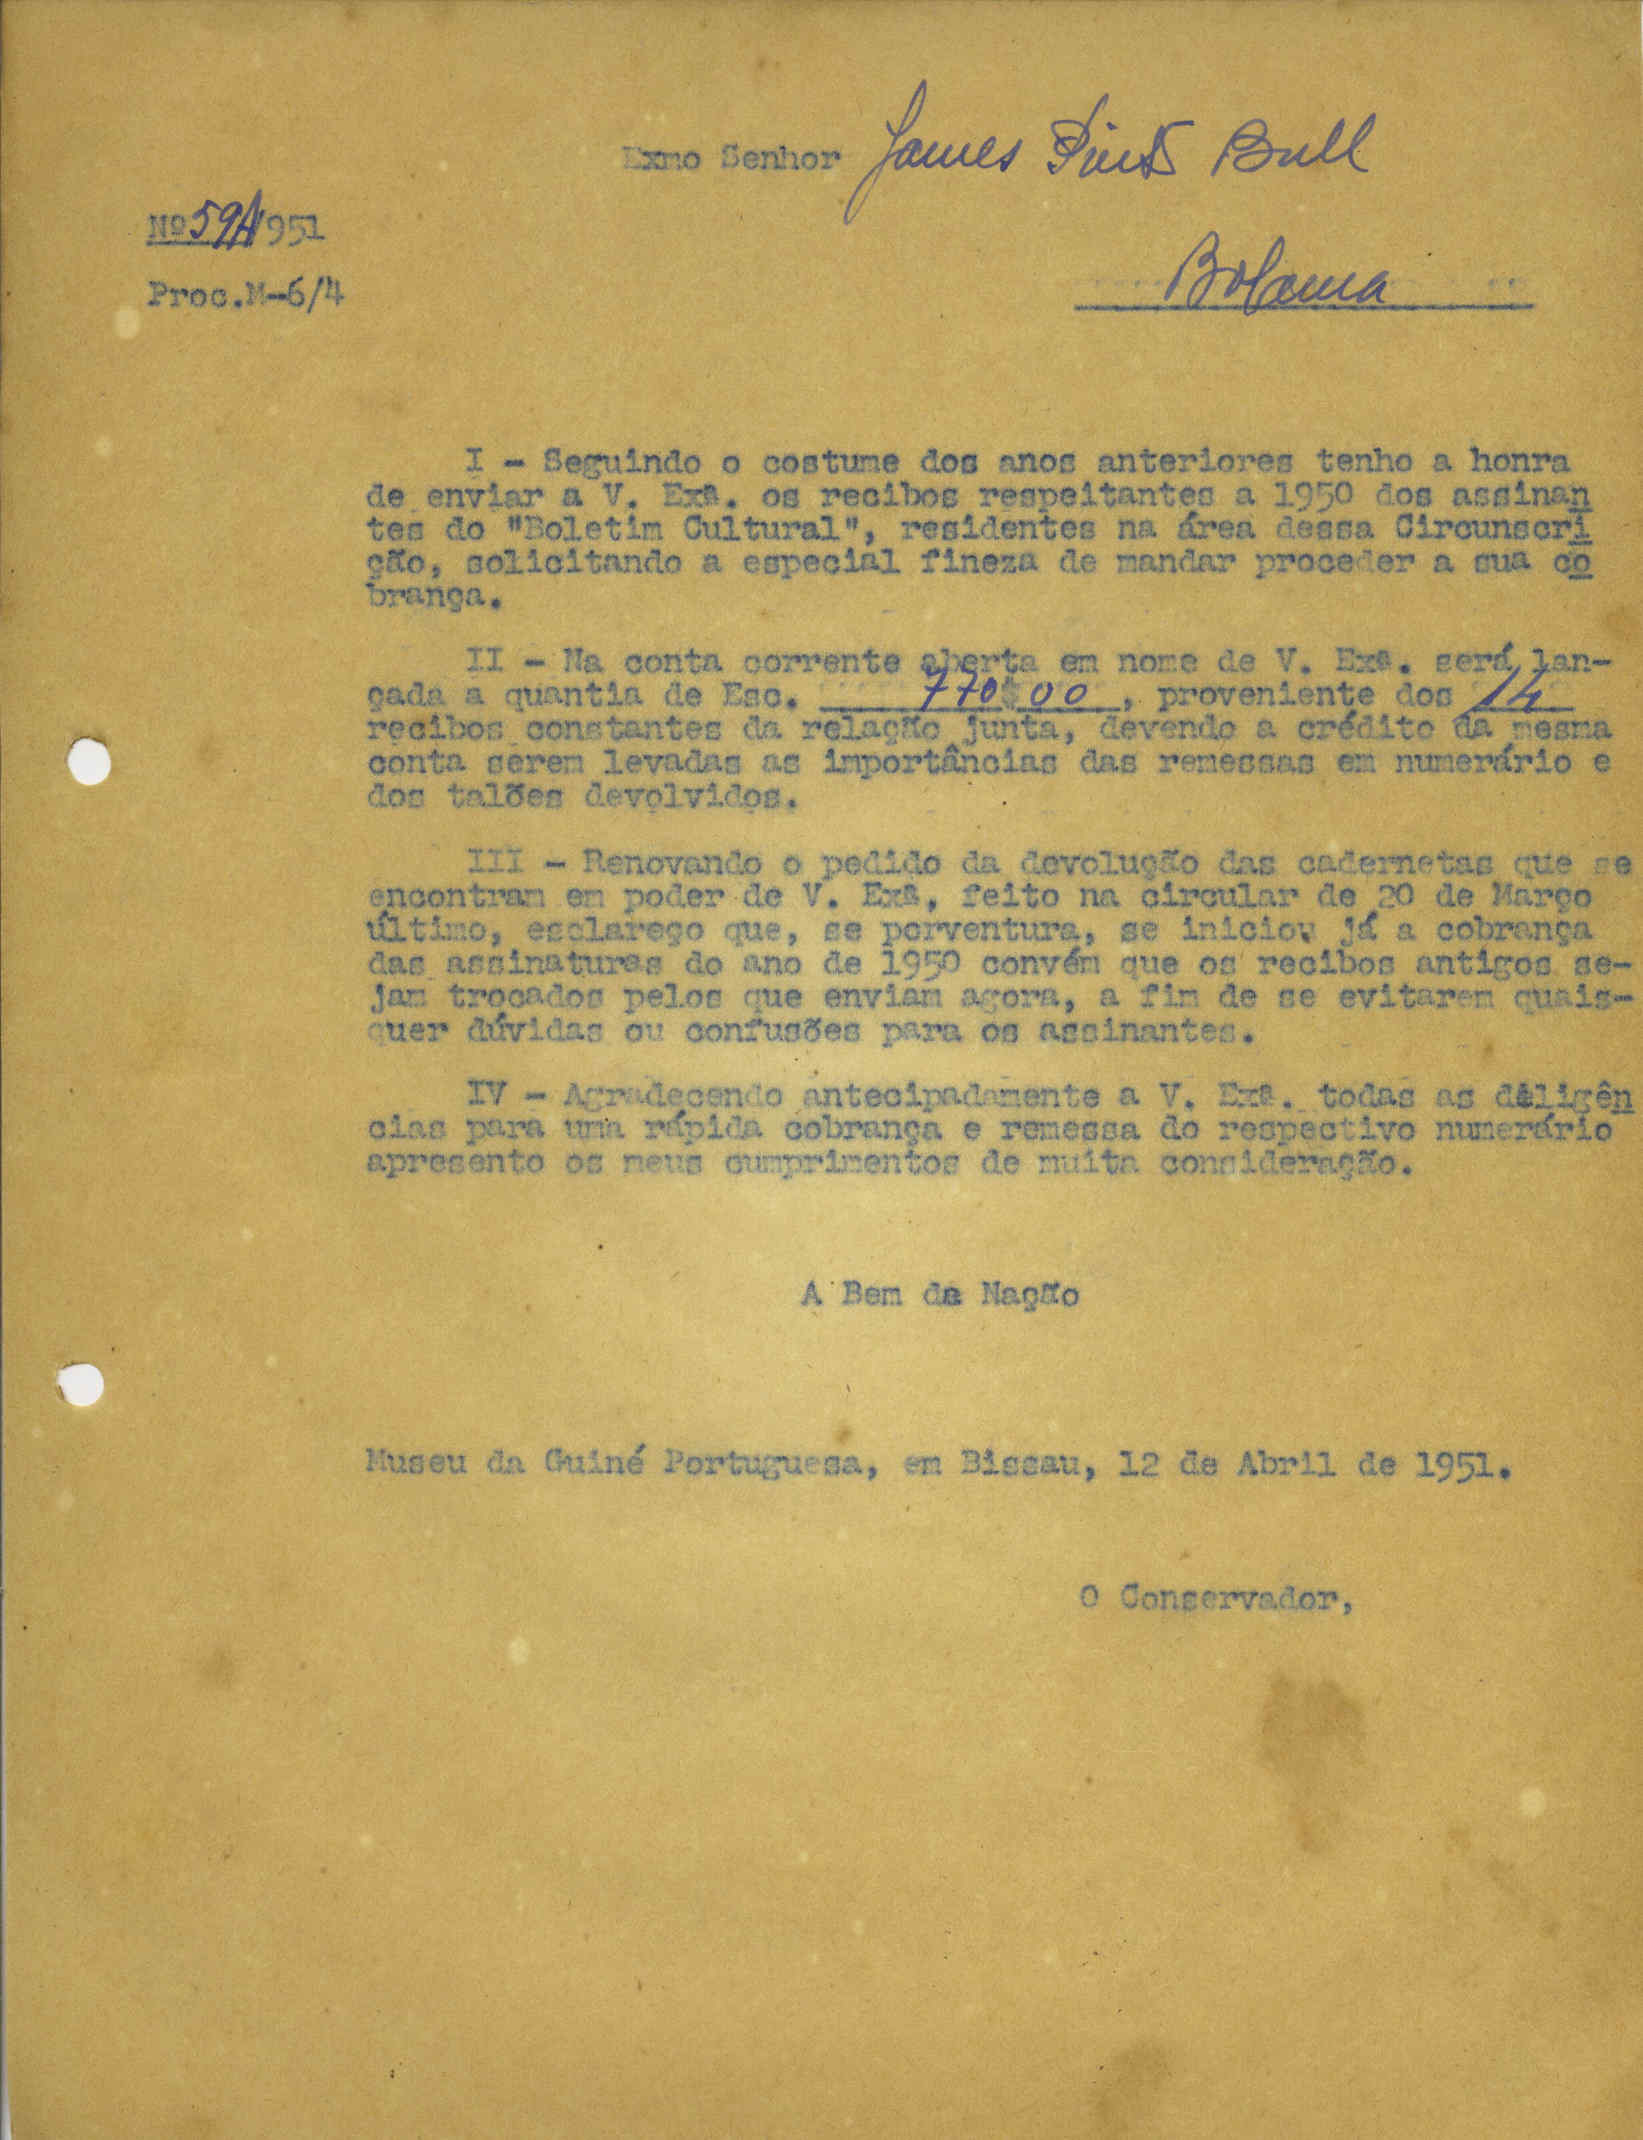 Exmo Senhor James Pinto Bull
Nº 59A/951
Bolama
Proc.M-6/4
I - Seguindo o costume dos anos anteriores tenho a honra
de enviar a V. Exª. os recibos respeitantes a 1950 dos assinan
tes do "Boletim Cultural", residentes na área dessa Circunscri
ção, solicitando a especial fineza de mandar proceder a sua co
brança.
II - Na conta corrente aberta em nome de V. Exª. será lan-
çada a quantia de Esc. 770$00, proveniente dos 14
recibos constantes da relação junta, devendo a crédito da mesma
conta serem levadas as importâncias das remessas em numerário e
dos talões devolvidos.
III - Renovando o pedido da devolução das cadernetas que se
encontram em poder de V. Exª, feito na circular de 20 de Março
último, esclareço que, se porventura, se iniciou já a cobrança
das assinaturas do ano de 1950 convém que os recibos antigos se-
jam trocados pelos que enviam agora, a fim de se evitarem quais-
quer dúvidas ou confusões para os assinantes.
IV - Agradecendo antecipadamente a V. Exª. todas as diligên
cias para uma rápida cobrança e remessa do respectivo numerário
apresento os meus cumprimentos de muita consideração.
A Bem da Nação
Museu da Guiné Portuguesa, em Bissau, 12 de Abril de 1951.
O Conservador,